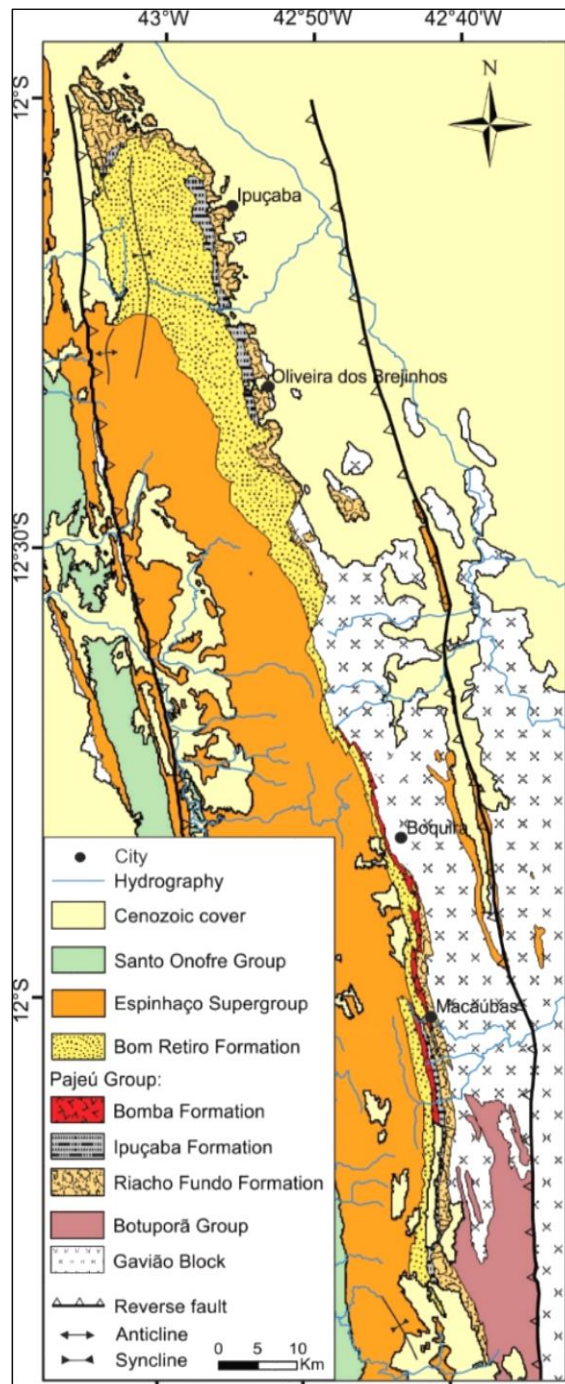 43°W 42°50'W 42°40'W
12°S
N
Ipuçaba
Oliveira dos Brejinhos
12°30'S
Boquira
City
Hydrography
Cenozoic cover
Santo Onofre Group
12°S
Espinhaço Supergroup
Macaúbas
Bom Retiro Formation
Pajeú Group:
Bomba Formation
Ipuçaba Formation
Riacho Fundo Formation
Botuporã Group
Gavião Block
Reverse fault
Anticline
Syncline
0 5 10
Km